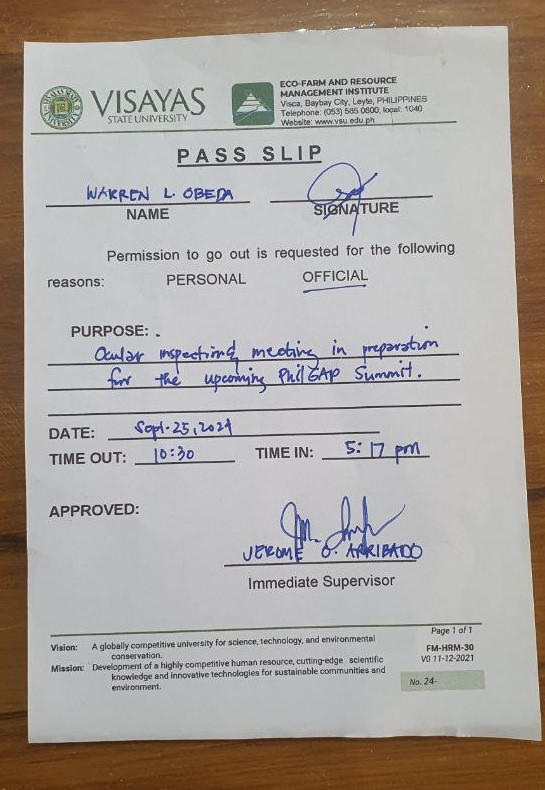 VISAYAS
STATE UNIVERSITY
ECO-FARM AND RESOURCE
MANAGEMENT INSTITUTE
Visca, Baybay City, Leyte, PHILIPPINES
Telephone: (053) 565 0600, local: 1040
Website: www.vsu.edu.ph
PASS SLIP
WARREN L. OBEDA
NAME
SIGNATURE
Permission to go out is requested for the following
reasons: PERSONAL OFFICIAL
PURPOSE: .
Ocular inspection & meeting in preparation
for the upcoming PhilGAP Summit.
DATE: Sept. 25, 2024
TIME OUT: 10:30 TIME IN: 5:17 pm
APPROVED:
JEROME O. ARRIBADO
Immediate Supervisor
Page 1 of 1
Vision: A globally competitive university for science, technology, and environmental
conservation.
Mission: Development of a highly competitive human resource, cutting-edge scientific
knowledge and innovative technologies for sustainable communities and
environment.
FM-HRM-30
V0 11-12-2021
No. 24-